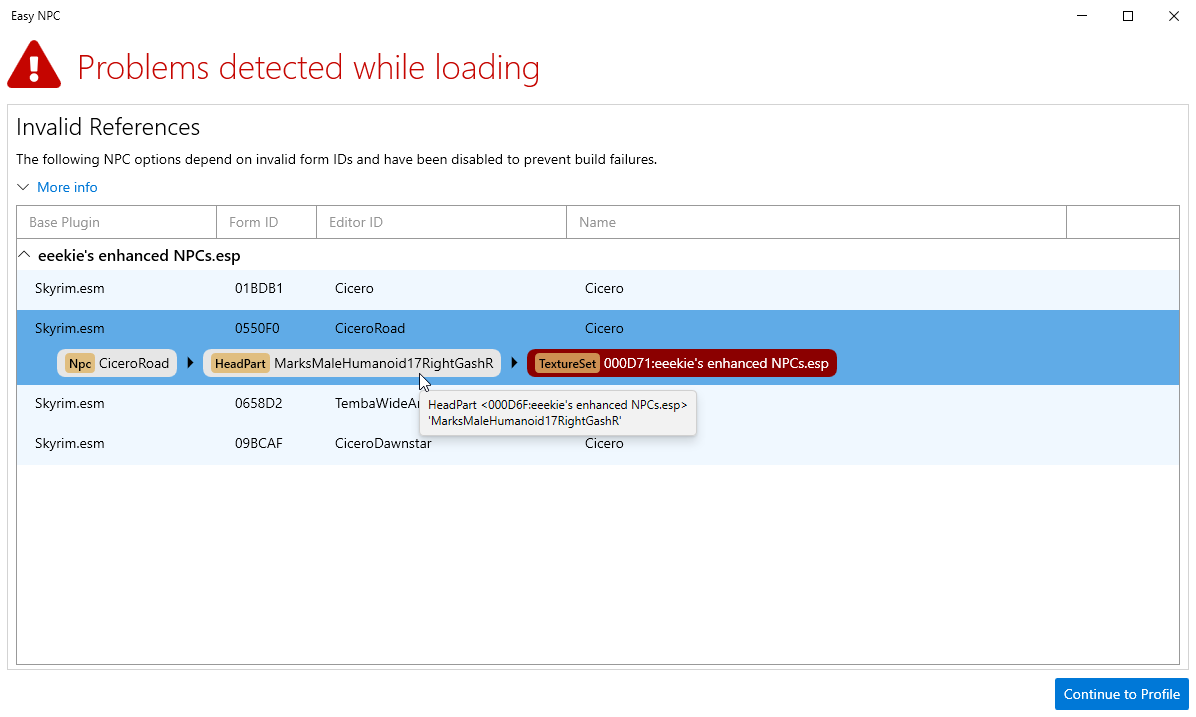 Easy NPC
Problems detected while loading
Invalid References
The following NPC options depend on invalid form IDs and have been disabled to prevent build failures.
More info
Base Plugin Form ID Editor ID Name
eeekie's enhanced NPCs.esp
Skyrim.esm 01BDB1 Cicero Cicero
Skyrim.esm 0550F0 CiceroRoad Cicero
Npc CiceroRoad HeadPart MarksMaleHumanoid17RightGashR TextureSet 000D71:eeekie's enhanced NPCs.esp
Skyrim.esm 0658D2
HeadPart <000D6F:eeekie's enhanced NPCs.esp>
'MarksMaleHumanoid17RightGashR'
Skyrim.esm 09BCAF CiceroDawnstar Cicero
Continue to Profile